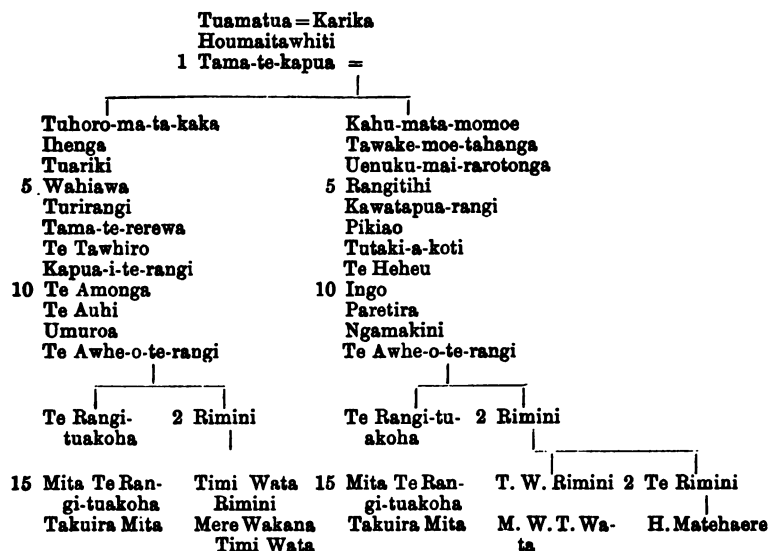 Tuamatua = Karika
Houmaitawhiti
1 Tama-te-kapua =
Tuhoro-ma-ta-kaka Kahu-mata-momoe
Ihenga Tawake-moe-tahanga
Tuariki Uenuku-mai-rarotonga
5 Wahiawa 5 Rangitihi
Turirangi Kawatapua-rangi
Tama-te-rerewa Pikiao
Te Tawhiro Tutaki-a-koti
Kapua-i-te-rangi Te Heheu
10 Te Amonga 10 Ingo
Te Auhi Paretira
Umuroa Ngamakini
Te Awhe-o-te-rangi Te Awhe-o-te-rangi
Te Rangi- 2 Rimini Te Rangi-tu- 2 Rimini
tuakoha akoha
15 Mita Te Ran- Timi Wata 15 Mita Te Ran- T. W. Rimini 2 Te Rimini
gi-tuakoha Rimini gi-tuakoha
Takuira Mita Mere Wakana Takuira Mita M. W. T. Wa- H. Matehaere
Timi Wata ta